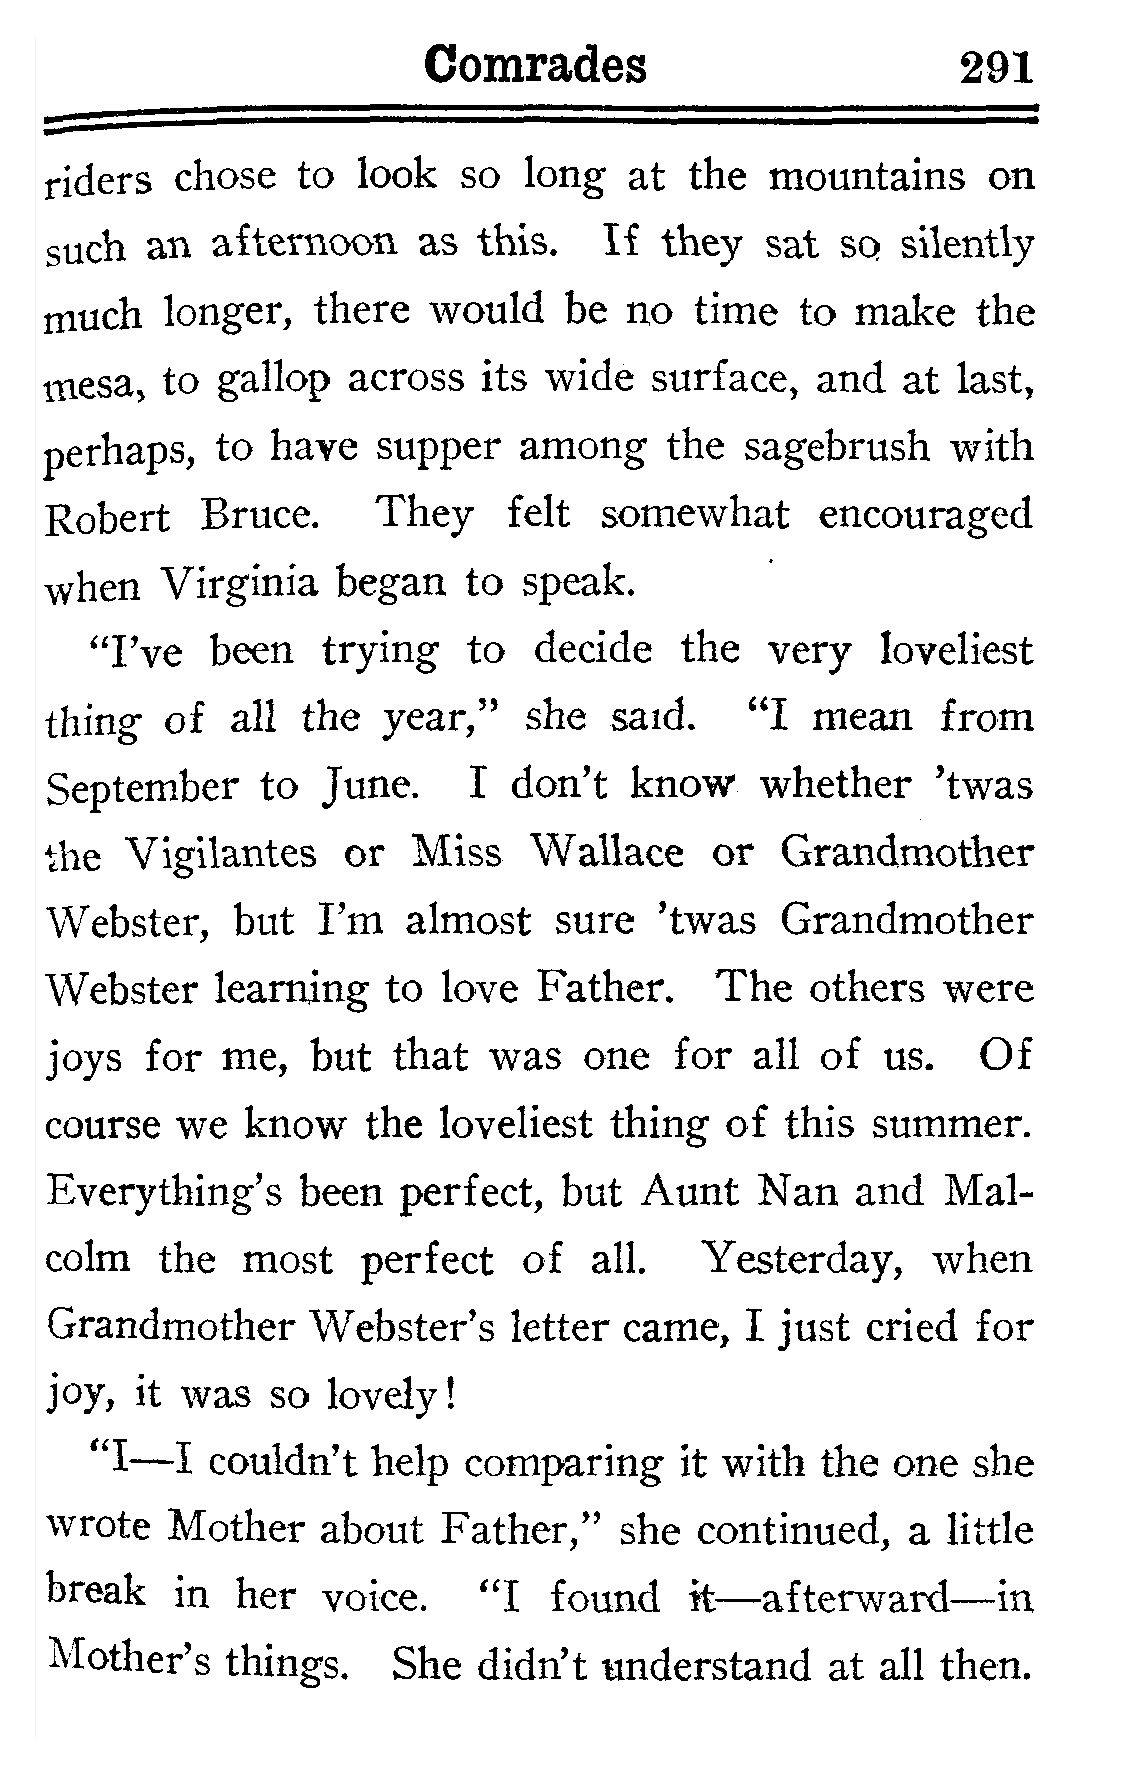 Comrades 291
riders chose to look so long at the mountains on
such an afternoon as this. If they sat so silently
much longer, there would be no time to make the
mesa, to gallop across its wide surface, and at last,
perhaps, to have supper among the sagebrush with
Robert Bruce. They felt somewhat encouraged
when Virginia began to speak.
“I’ve been trying to decide the very loveliest
thing of all the year,” she said. “I mean from
September to June. I don’t know whether ’twas
the Vigilantes or Miss Wallace or Grandmother
Webster, but I’m almost sure ’twas Grandmother
Webster learning to love Father. The others were
joys for me, but that was one for all of us. Of
course we know the loveliest thing of this summer.
Everything’s been perfect, but Aunt Nan and Mal-
colm the most perfect of all. Yesterday, when
Grandmother Webster’s letter came, I just cried for
joy, it was so lovely!
“I—I couldn’t help comparing it with the one she
wrote Mother about Father,” she continued, a little
break in her voice. “I found it—afterward—in
Mother’s things. She didn’t understand at all then.